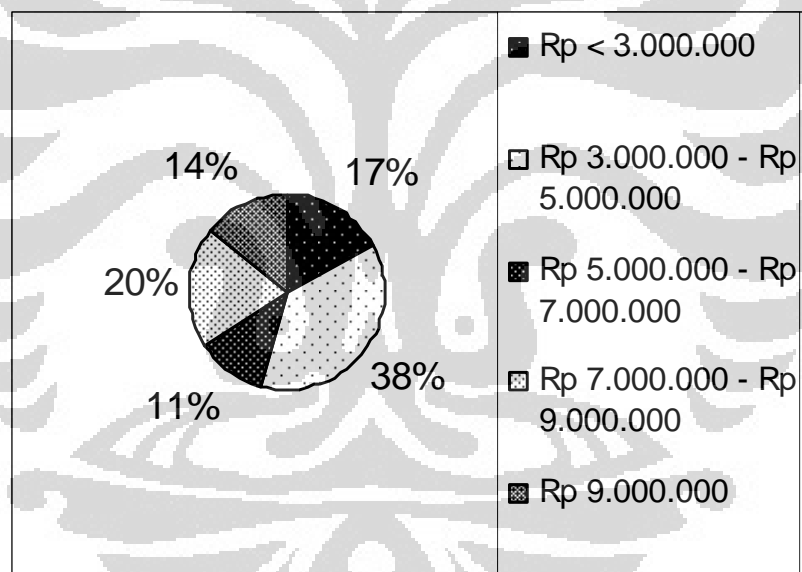 14%
17%
20%
38%
11%
Rp < 3.000.000
Rp 3.000.000 - Rp
5.000.000
Rp 5.000.000 - Rp
7.000.000
Rp 7.000.000 - Rp
9.000.000
Rp 9.000.000